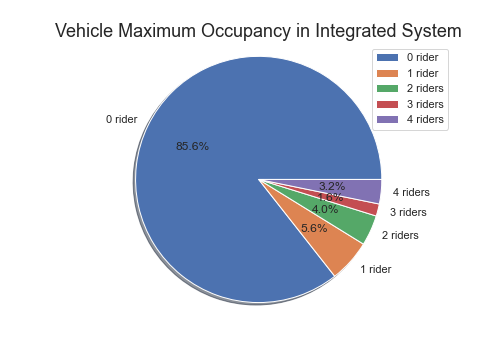 Vehicle Maximum Occupancy in Integrated System
0 rider
1 rider
2 riders
3 riders
4 riders
0 rider
85.6%
3.2%
1.6%
4.0%
5.6%
4 riders
3 riders
2 riders
1 rider